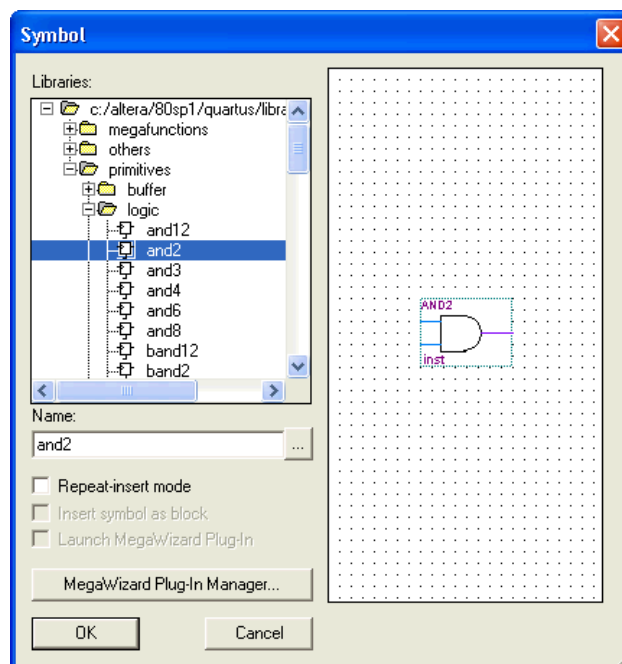 Symbol
Libraries:
c:/altera/80sp1/quartus/libra
megafunctions
others
primitives
buffer
logic
and12
and2
and3
and4
and6
and8
band12
band2
Name:
and2
...
Repeat-insert mode
Insert symbol as block
Launch MegaWizard Plug-In
MegaWizard Plug-In Manager...
OK
Cancel
AND2
inst